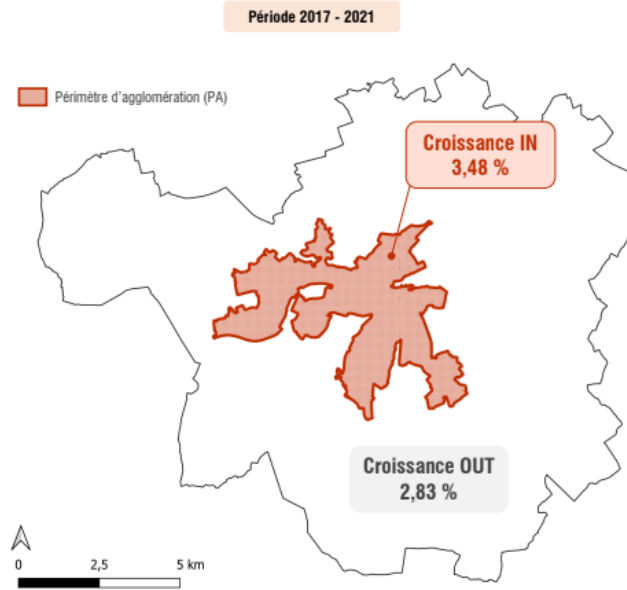 Période 2017 - 2021
Périmètre d'agglomération (PA)
Croissance IN
3,48 %
Croissance OUT
2,83 %
0 2,5 5 km